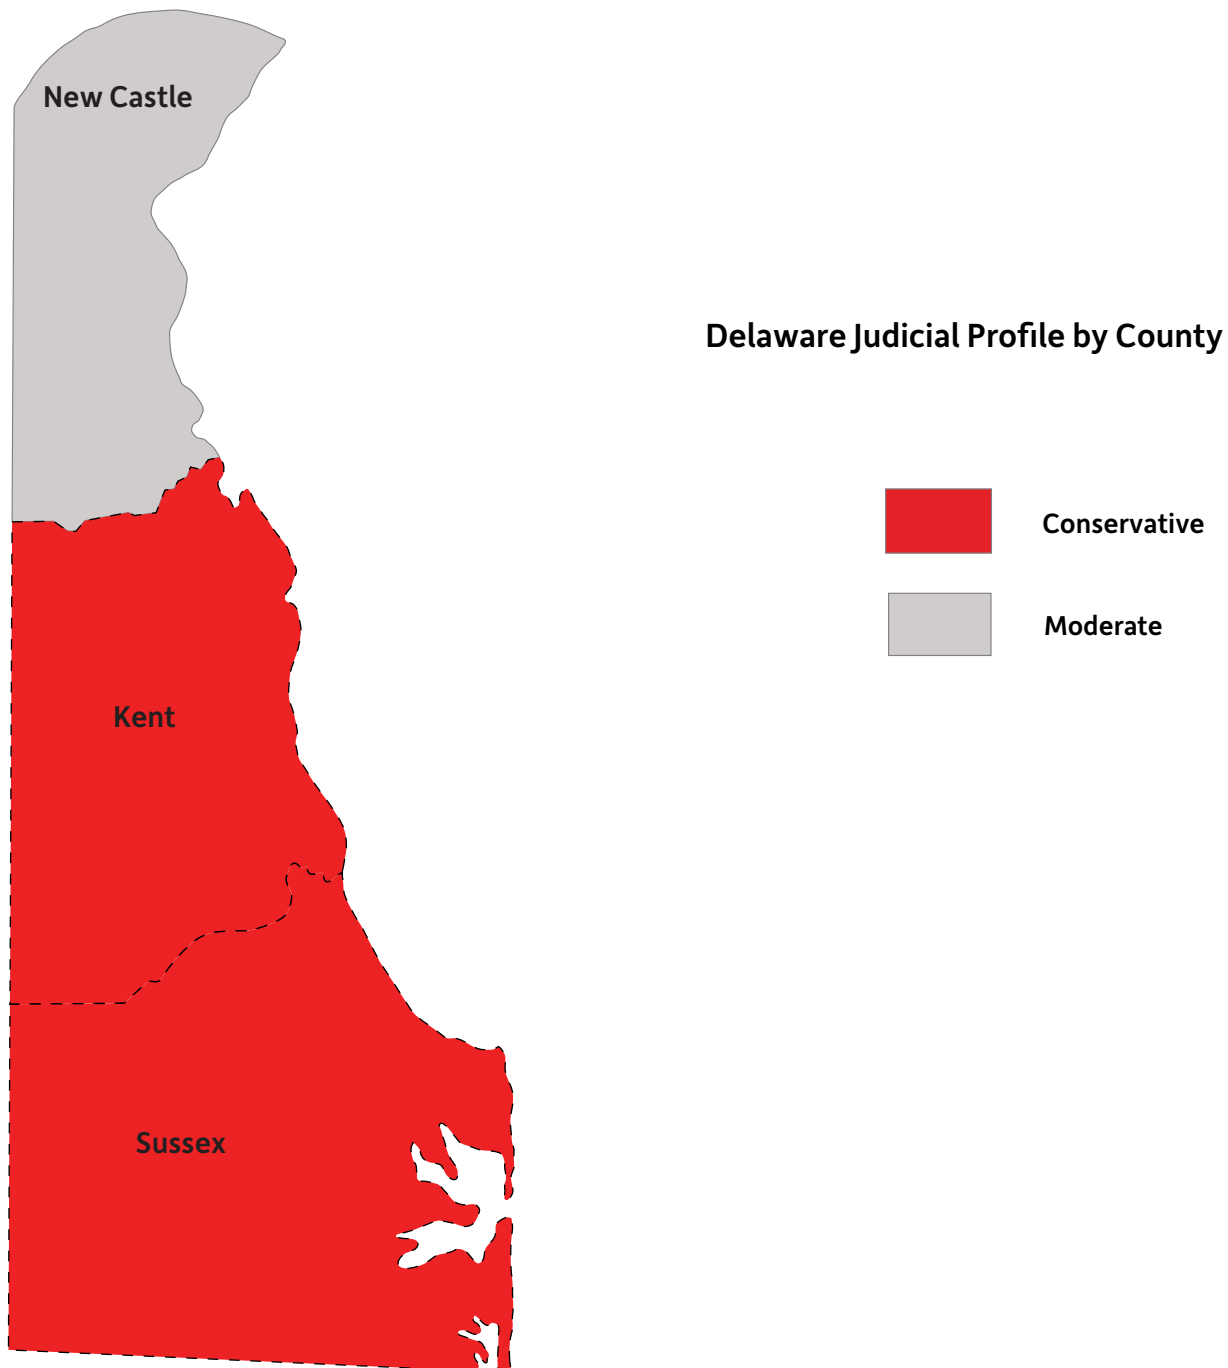 New Castle
Delaware Judicial Profile by County
Conservative
Moderate
Kent
Sussex